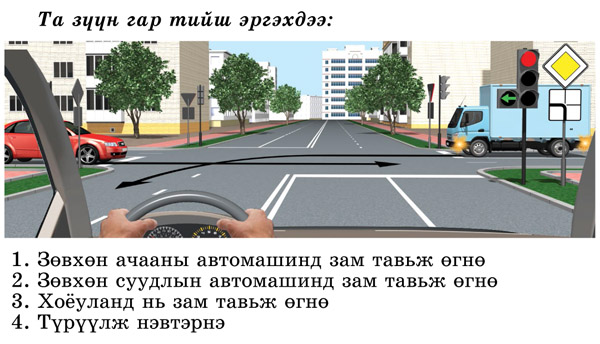 Та зүүн гар тийш эргэхдээ:
1. Зөвхөн ачааны автомашинд зам тавьж өгнө
2. Зөвхөн суудлын автомашинд зам тавьж өгнө
3. Хоёуланд нь зам тавьж өгнө
4. Түрүүлж нэвтэрнэ